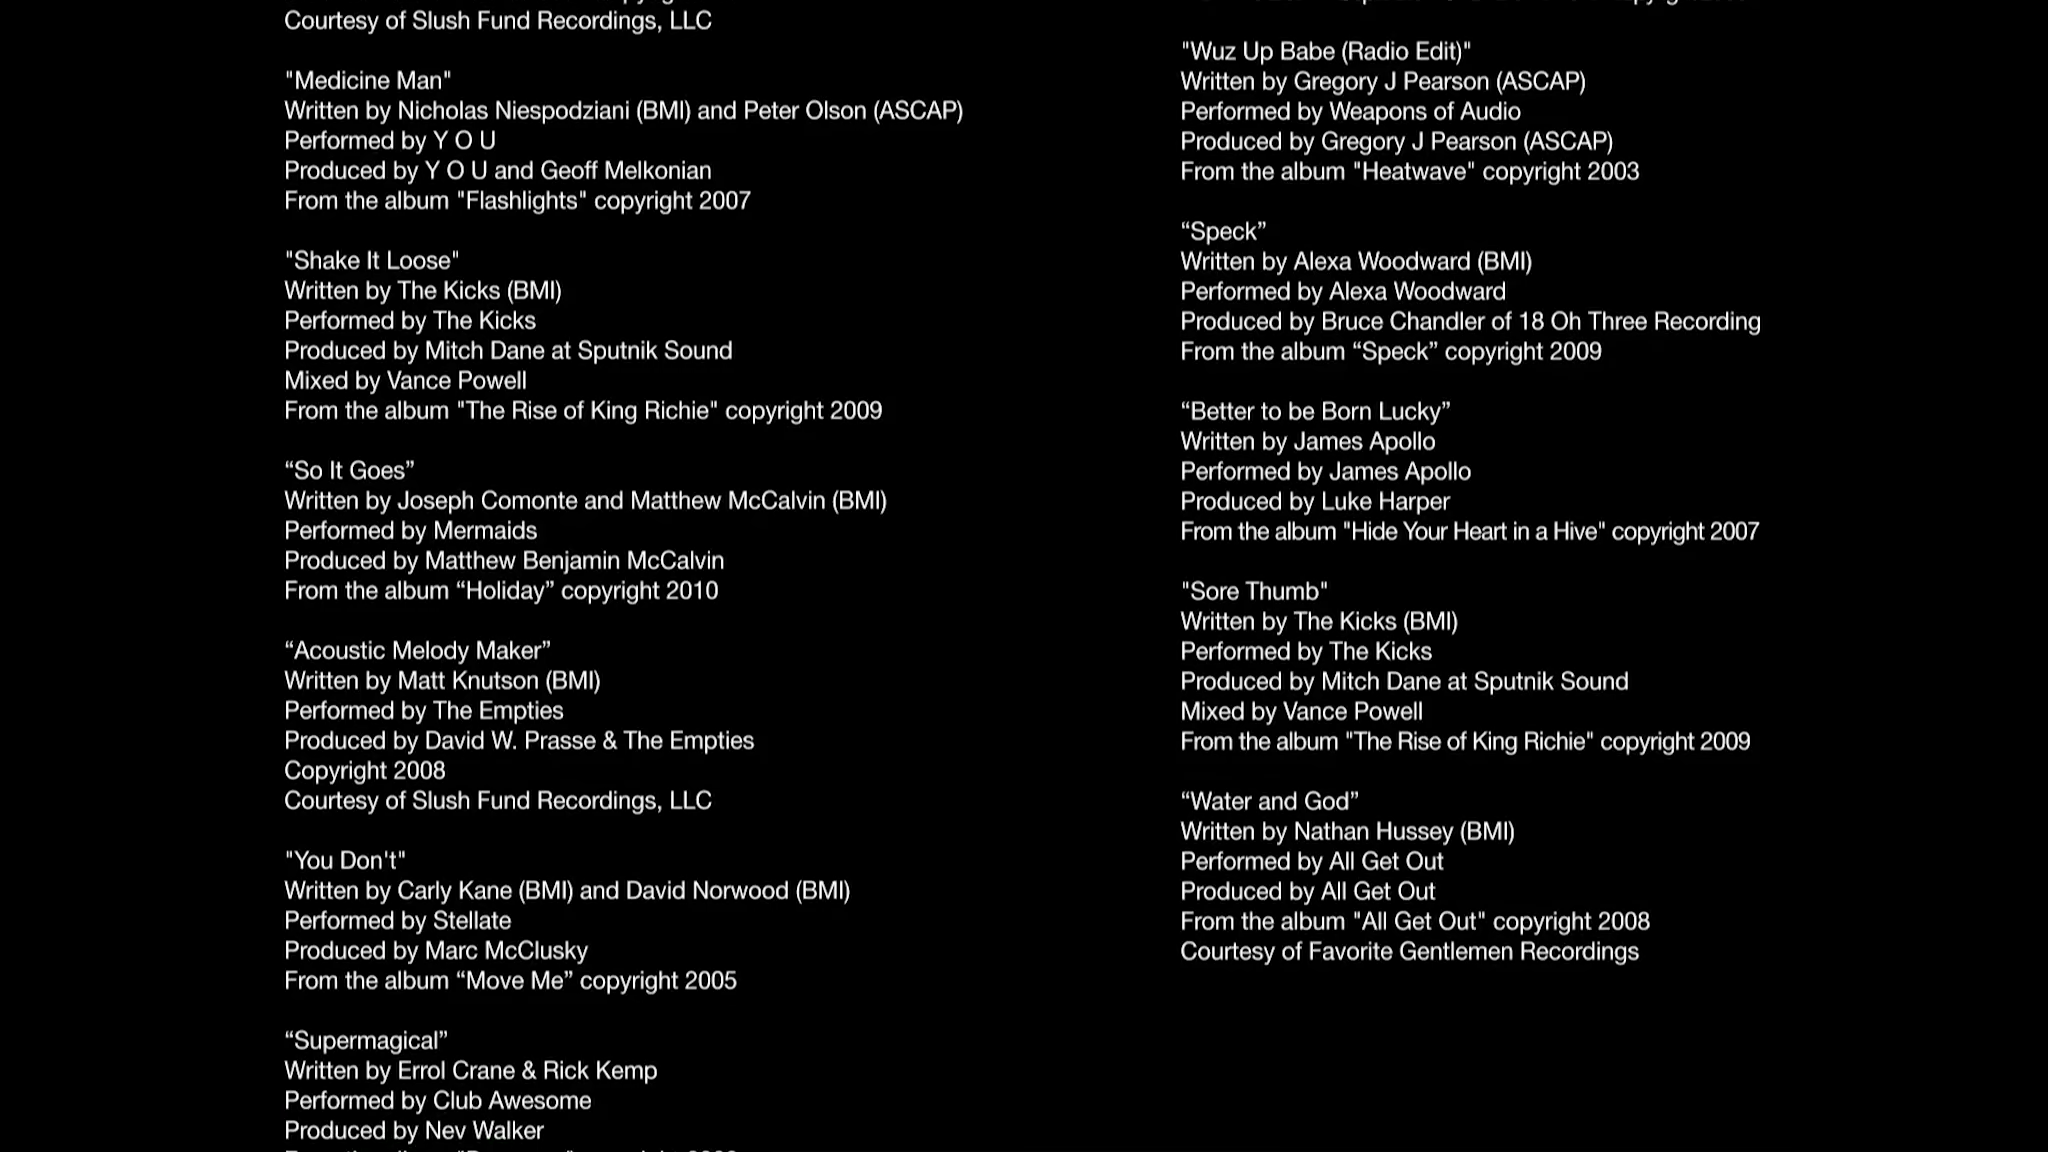 Courtesy of Slush Fund Recordings, LLC
"Medicine Man"
Written by Nicholas Niespodziani (BMI) and Peter Olson (ASCAP)
Performed by Y O U
Produced by Y O U and Geoff Melkonian
From the album "Flashlights" copyright 2007
"Shake It Loose"
Written by The Kicks (BMI)
Performed by The Kicks
Produced by Mitch Dane at Sputnik Sound
Mixed by Vance Powell
From the album "The Rise of King Richie" copyright 2009
“So It Goes”
Written by Joseph Comonte and Matthew McCalvin (BMI)
Performed by Mermaids
Produced by Matthew Benjamin McCalvin
From the album “Holiday” copyright 2010
“Acoustic Melody Maker”
Written by Matt Knutson (BMI)
Performed by The Empties
Produced by David W. Prasse & The Empties
Copyright 2008
Courtesy of Slush Fund Recordings, LLC
"You Don't"
Written by Carly Kane (BMI) and David Norwood (BMI)
Performed by Stellate
Produced by Marc McClusky
From the album “Move Me” copyright 2005
“Supermagical”
Written by Errol Crane & Rick Kemp
Performed by Club Awesome
Produced by Nev Walker
"Wuz Up Babe (Radio Edit)"
Written by Gregory J Pearson (ASCAP)
Performed by Weapons of Audio
Produced by Gregory J Pearson (ASCAP)
From the album "Heatwave" copyright 2003
“Speck”
Written by Alexa Woodward (BMI)
Performed by Alexa Woodward
Produced by Bruce Chandler of 18 Oh Three Recording
From the album “Speck” copyright 2009
“Better to be Born Lucky”
Written by James Apollo
Performed by James Apollo
Produced by Luke Harper
From the album "Hide Your Heart in a Hive" copyright 2007
"Sore Thumb"
Written by The Kicks (BMI)
Performed by The Kicks
Produced by Mitch Dane at Sputnik Sound
Mixed by Vance Powell
From the album "The Rise of King Richie" copyright 2009
“Water and God”
Written by Nathan Hussey (BMI)
Performed by All Get Out
Produced by All Get Out
From the album "All Get Out" copyright 2008
Courtesy of Favorite Gentlemen Recordings